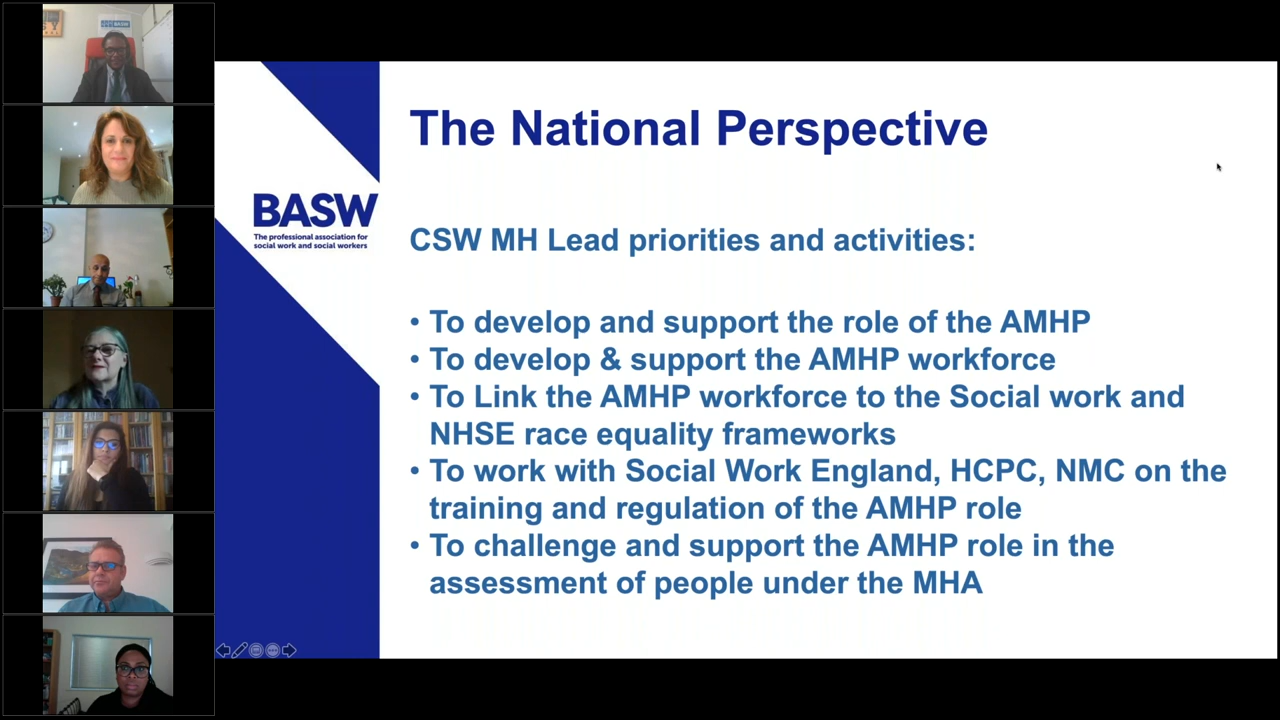 The National Perspective
BASW
The professional association for
social work and social workers
CSW MH Lead priorities and activities:
• To develop and support the role of the AMHP
• To develop & support the AMHP workforce
• To Link the AMHP workforce to the Social work and
NHSE race equality frameworks
• To work with Social Work England, HCPC, NMC on the
training and regulation of the AMHP role
• To challenge and support the AMHP role in the
assessment of people under the MHA